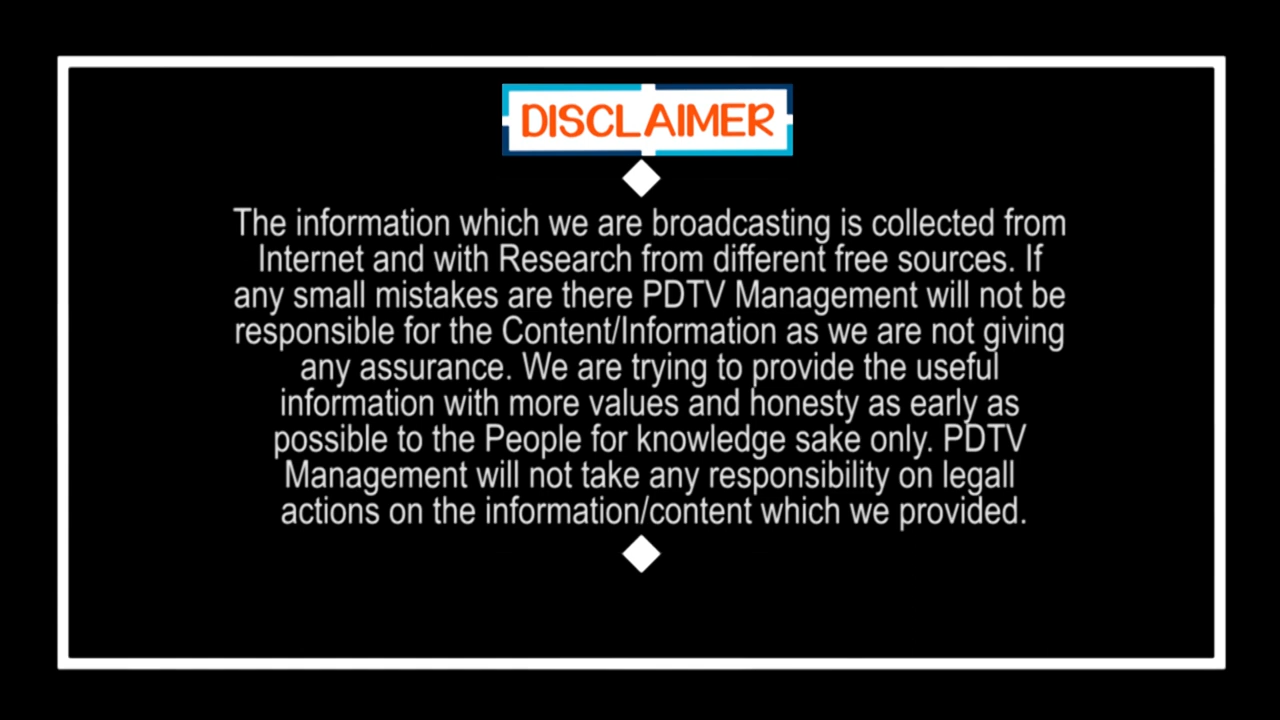 DISCLAIMER
The information which we are broadcasting is collected from
Internet and with Research from different free sources. If
any small mistakes are there PDTV Management will not be
responsible for the Content/Information as we are not giving
any assurance. We are trying to provide the useful
information with more values and honesty as early as
possible to the People for knowledge sake only. PDTV
Management will not take any responsibility on legall
actions on the information/content which we provided.